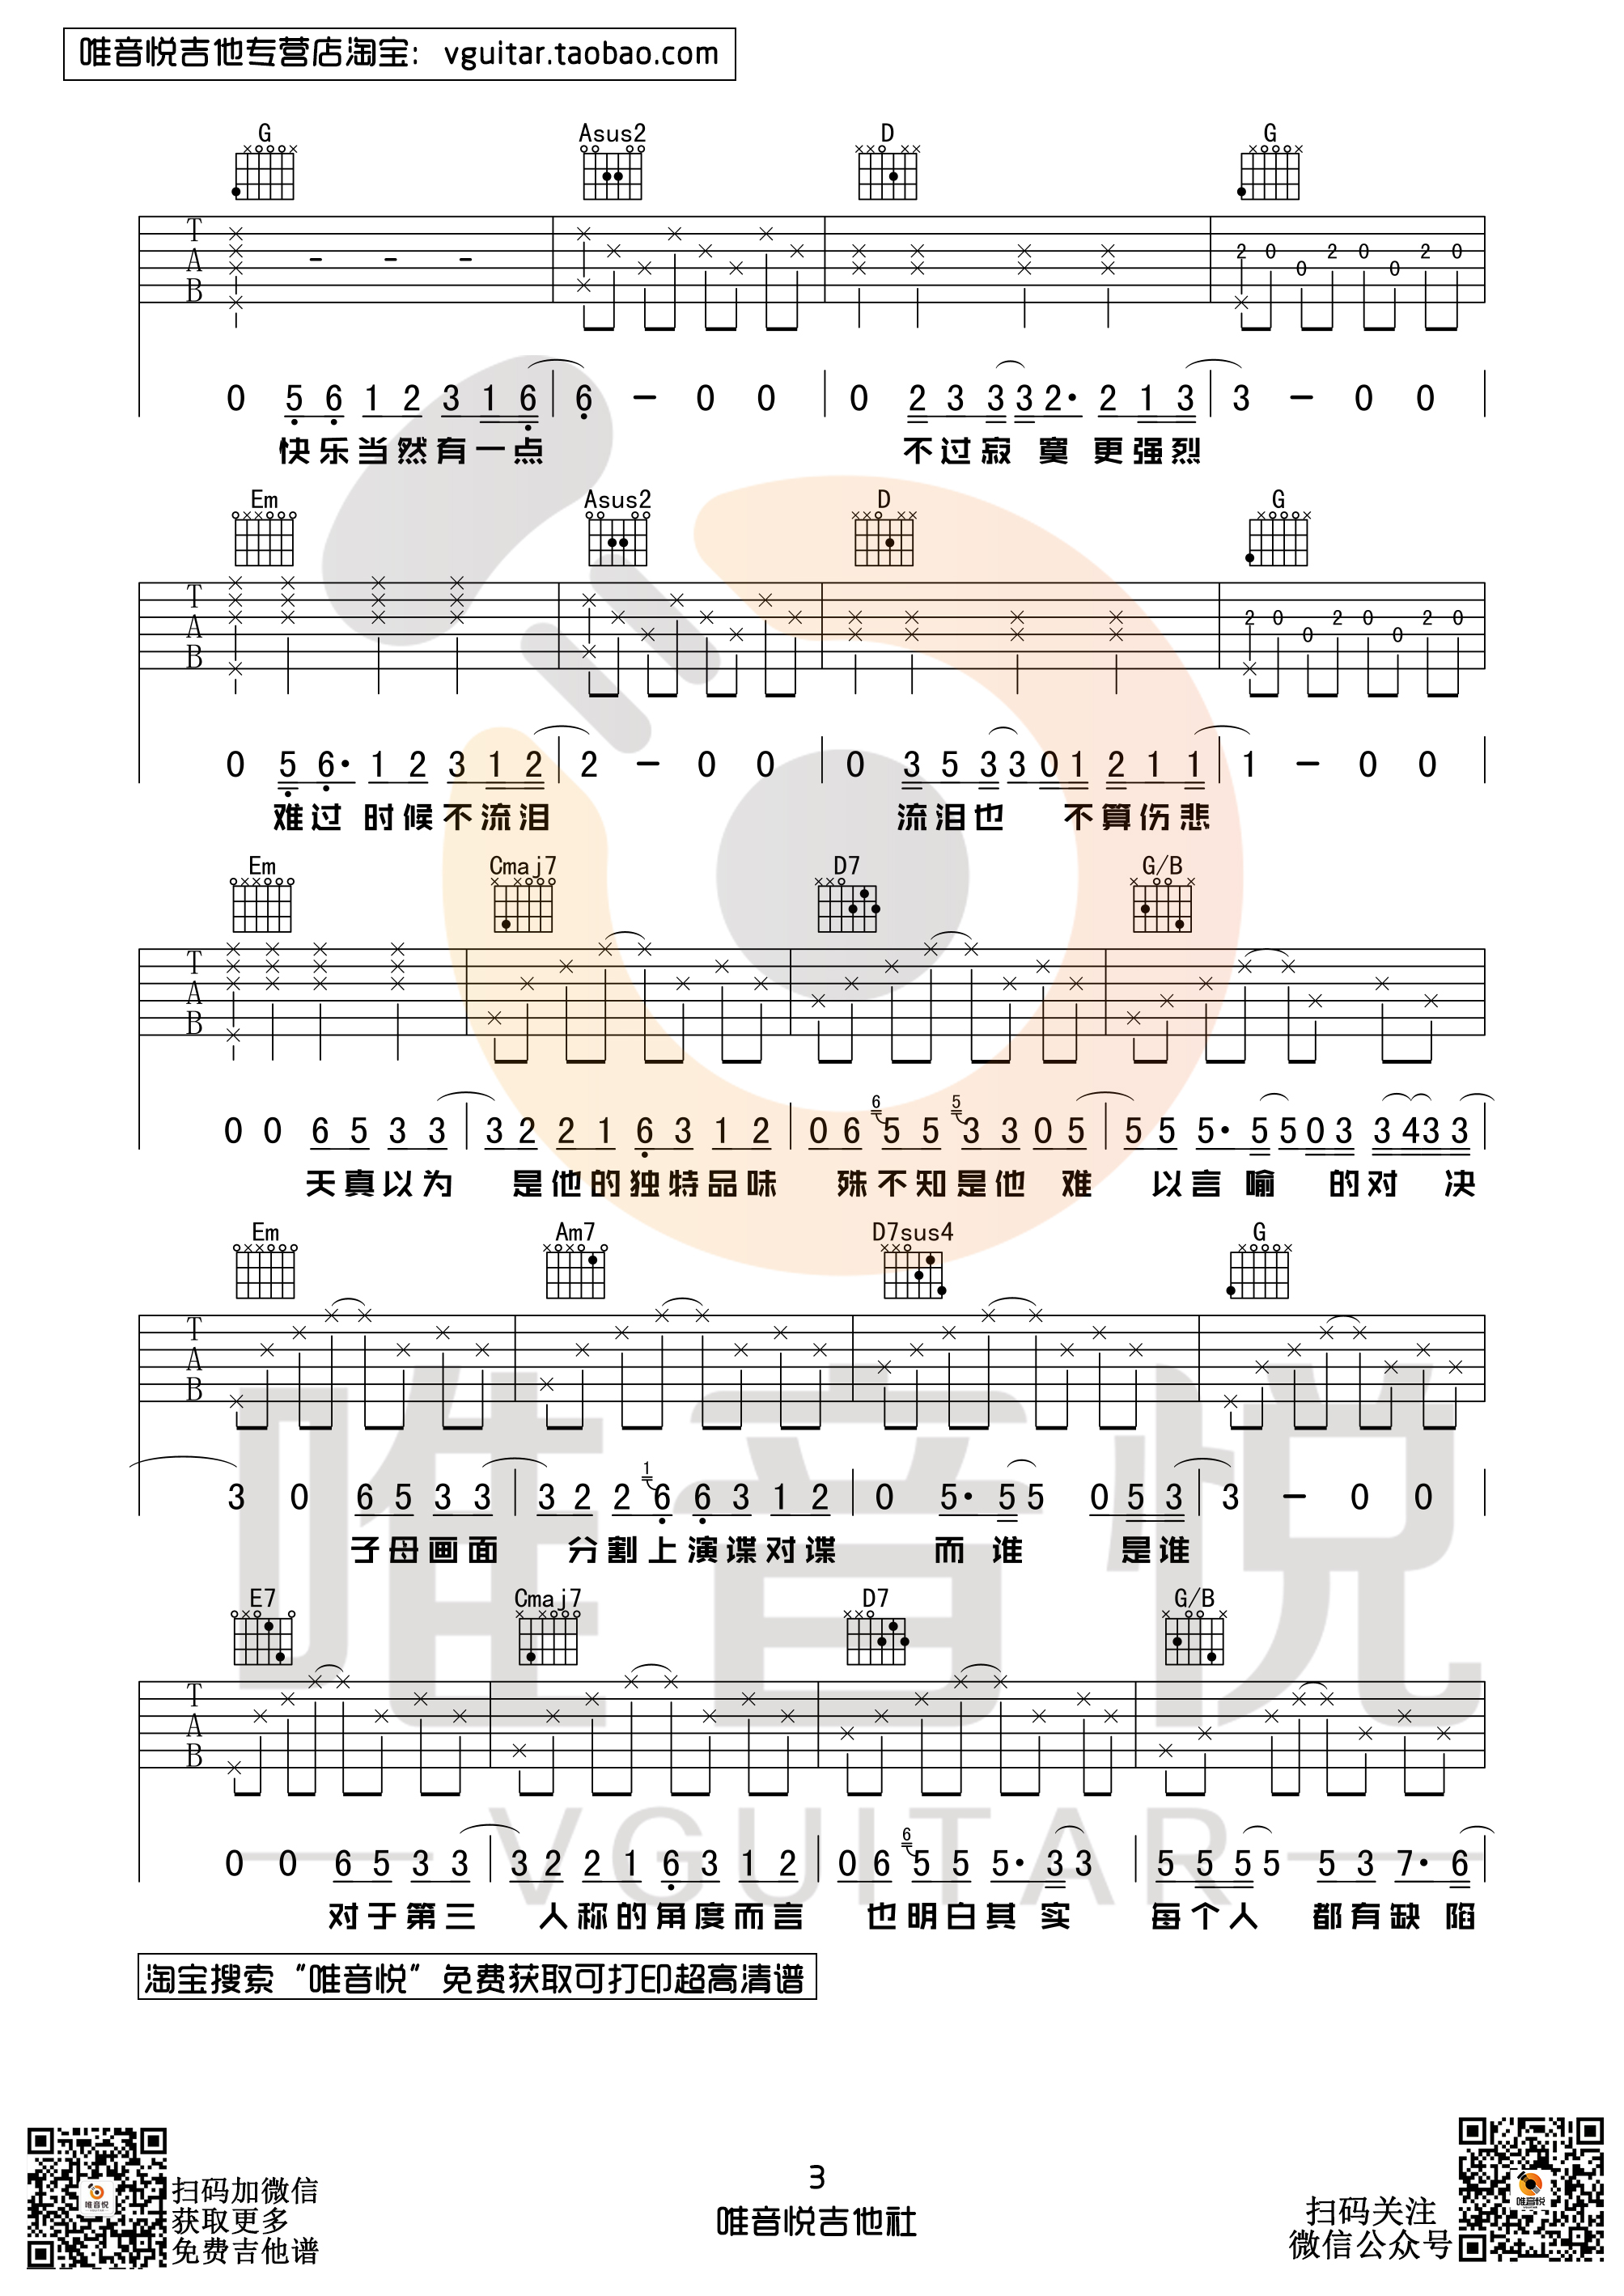 唯音悦吉他专营店淘宝：vguitar.taobao.com
G Asus2 D G
T
A
B
2 0 0 2 0 0 2 0
0 5 6 1 2 3 1 6 | 6 – 0 0 | 0 2 3 3 3 2· 2 1 3 | 3 – 0 0
快乐当然有一点 不过寂寞更强烈
Em Asus2 D G
T
A
B
2 0 0 2 0 0 2 0
0 5 6· 1 2 3 1 2 | 2 – 0 0 | 0 3 5 3 3 0 1 2 1 1 | 1 – 0 0
难过时候不流泪 流泪也不算伤悲
Em Cmaj7 D7 G/B
T
A
B
0 0 6 5 3 3 | 3 2 2 1 6 3 1 2 | 0 6 6 5 5 5 3 3 0 5 | 5 5 5· 5 5 0 3 3 4 3 3
天真以为 是他的独特品味 殊不知是他 难以言喻 的对决
Em Am7 D7sus4 G
T
A
B
3 0 6 5 3 3 | 3 2 2 1 6 6 3 1 2 | 0 5· 5 5 0 5 3 | 3 – 0 0
子母画面 分割上演谍对谍 而谁 是谁
E7 Cmaj7 D7 G/B
T
A
B
0 0 6 5 3 3 | 3 2 2 1 6 3 1 2 | 0 6 6 5 5 5· 3 3 | 5 5 5 5 5 3 7· 6
对于第三 人称的角度而言 也明白其实 每个人 都有缺陷
唯音悦
VGUITAR
淘宝搜索“唯音悦”免费获取可打印超高清谱
扫码加微信
获取更多
免费吉他谱
3
唯音悦吉他社
扫码关注
微信公众号
唯音悦
唯音悦